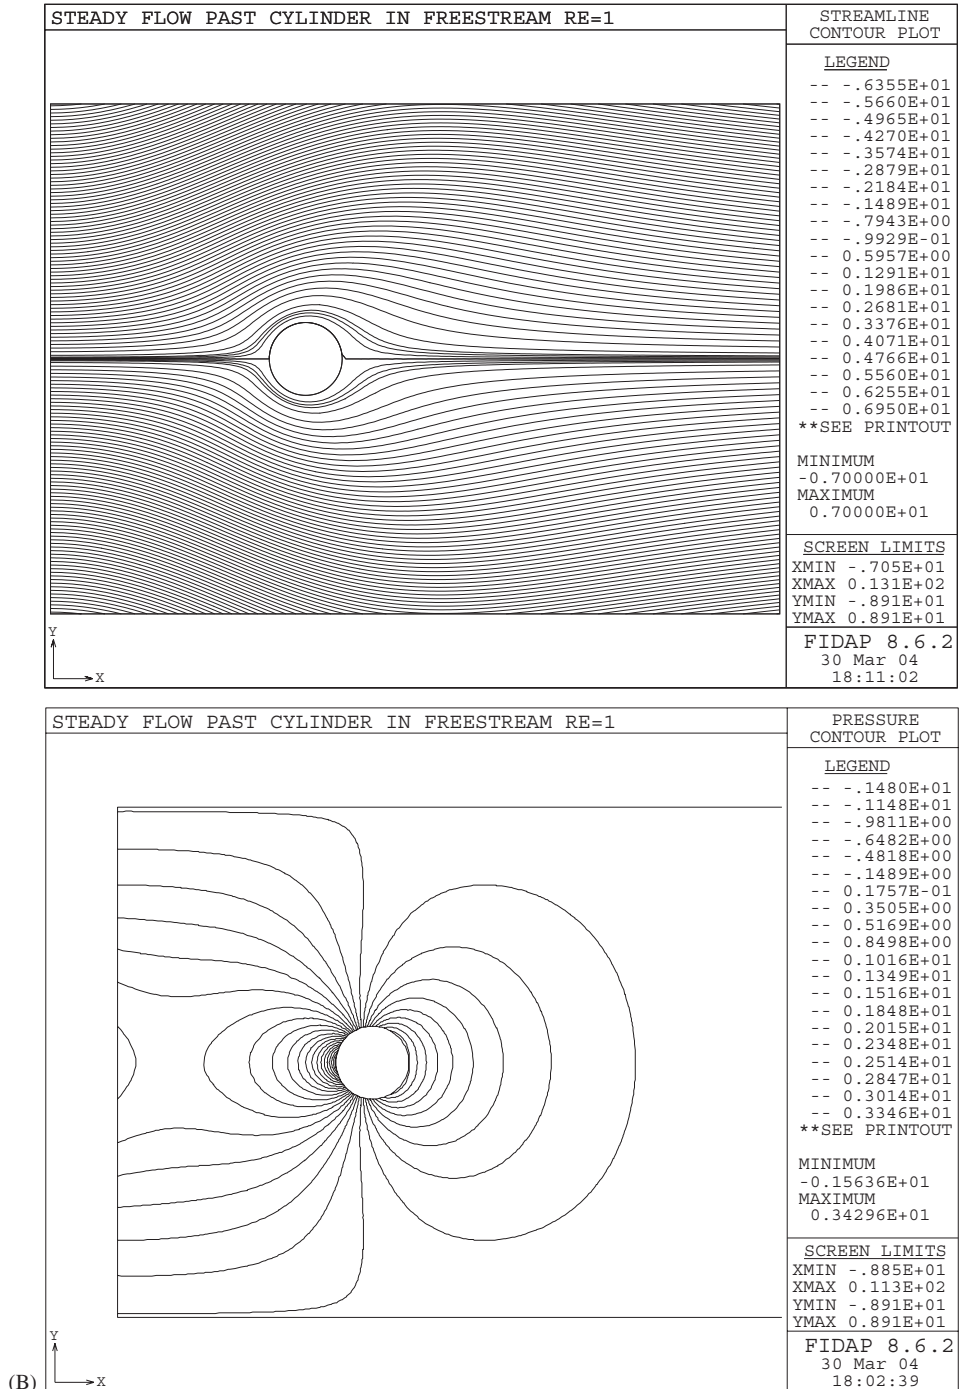 STEADY FLOW PAST CYLINDER IN FREESTREAM RE=1
STREAMLINE
CONTOUR PLOT
LEGEND
-- -.6355E+01
-- -.5660E+01
-- -.4965E+01
-- -.4270E+01
-- -.3574E+01
-- -.2879E+01
-- -.2184E+01
-- -.1489E+01
-- -.7943E+00
-- -.9929E-01
-- 0.5957E+00
-- 0.1291E+01
-- 0.1986E+01
-- 0.2681E+01
-- 0.3376E+01
-- 0.4071E+01
-- 0.4766E+01
-- 0.5560E+01
-- 0.6255E+01
-- 0.6950E+01
**SEE PRINTOUT
MINIMUM
-0.70000E+01
MAXIMUM
0.70000E+01
SCREEN LIMITS
XMIN -.705E+01
XMAX 0.131E+02
YMIN -.891E+01
YMAX 0.891E+01
FIDAP 8.6.2
30 Mar 04
18:11:02
Y
X
STEADY FLOW PAST CYLINDER IN FREESTREAM RE=1
PRESSURE
CONTOUR PLOT
LEGEND
-- -.1480E+01
-- -.1148E+01
-- -.9811E+00
-- -.6482E+00
-- -.4818E+00
-- -.1489E+00
-- 0.1757E-01
-- 0.3505E+00
-- 0.5169E+00
-- 0.8498E+00
-- 0.1016E+01
-- 0.1349E+01
-- 0.1516E+01
-- 0.1848E+01
-- 0.2015E+01
-- 0.2348E+01
-- 0.2514E+01
-- 0.2847E+01
-- 0.3014E+01
-- 0.3346E+01
**SEE PRINTOUT
MINIMUM
-0.15636E+01
MAXIMUM
0.34296E+01
SCREEN LIMITS
XMIN -.885E+01
XMAX 0.113E+02
YMIN -.891E+01
YMAX 0.891E+01
FIDAP 8.6.2
30 Mar 04
18:02:39
Y
X
(B)